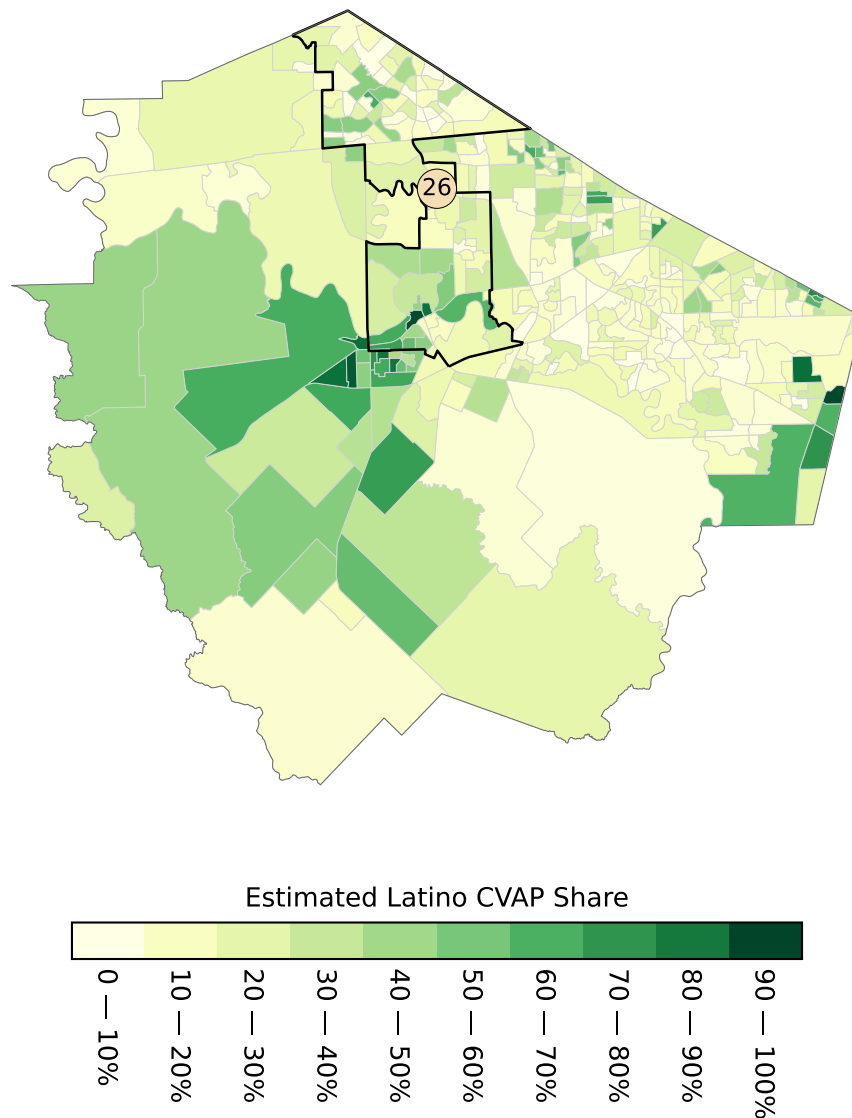 26
Estimated Latino CVAP Share
0 — 10%
10 — 20%
20 — 30%
30 — 40%
40 — 50%
50 — 60%
60 — 70%
70 — 80%
80 — 90%
90 — 100%